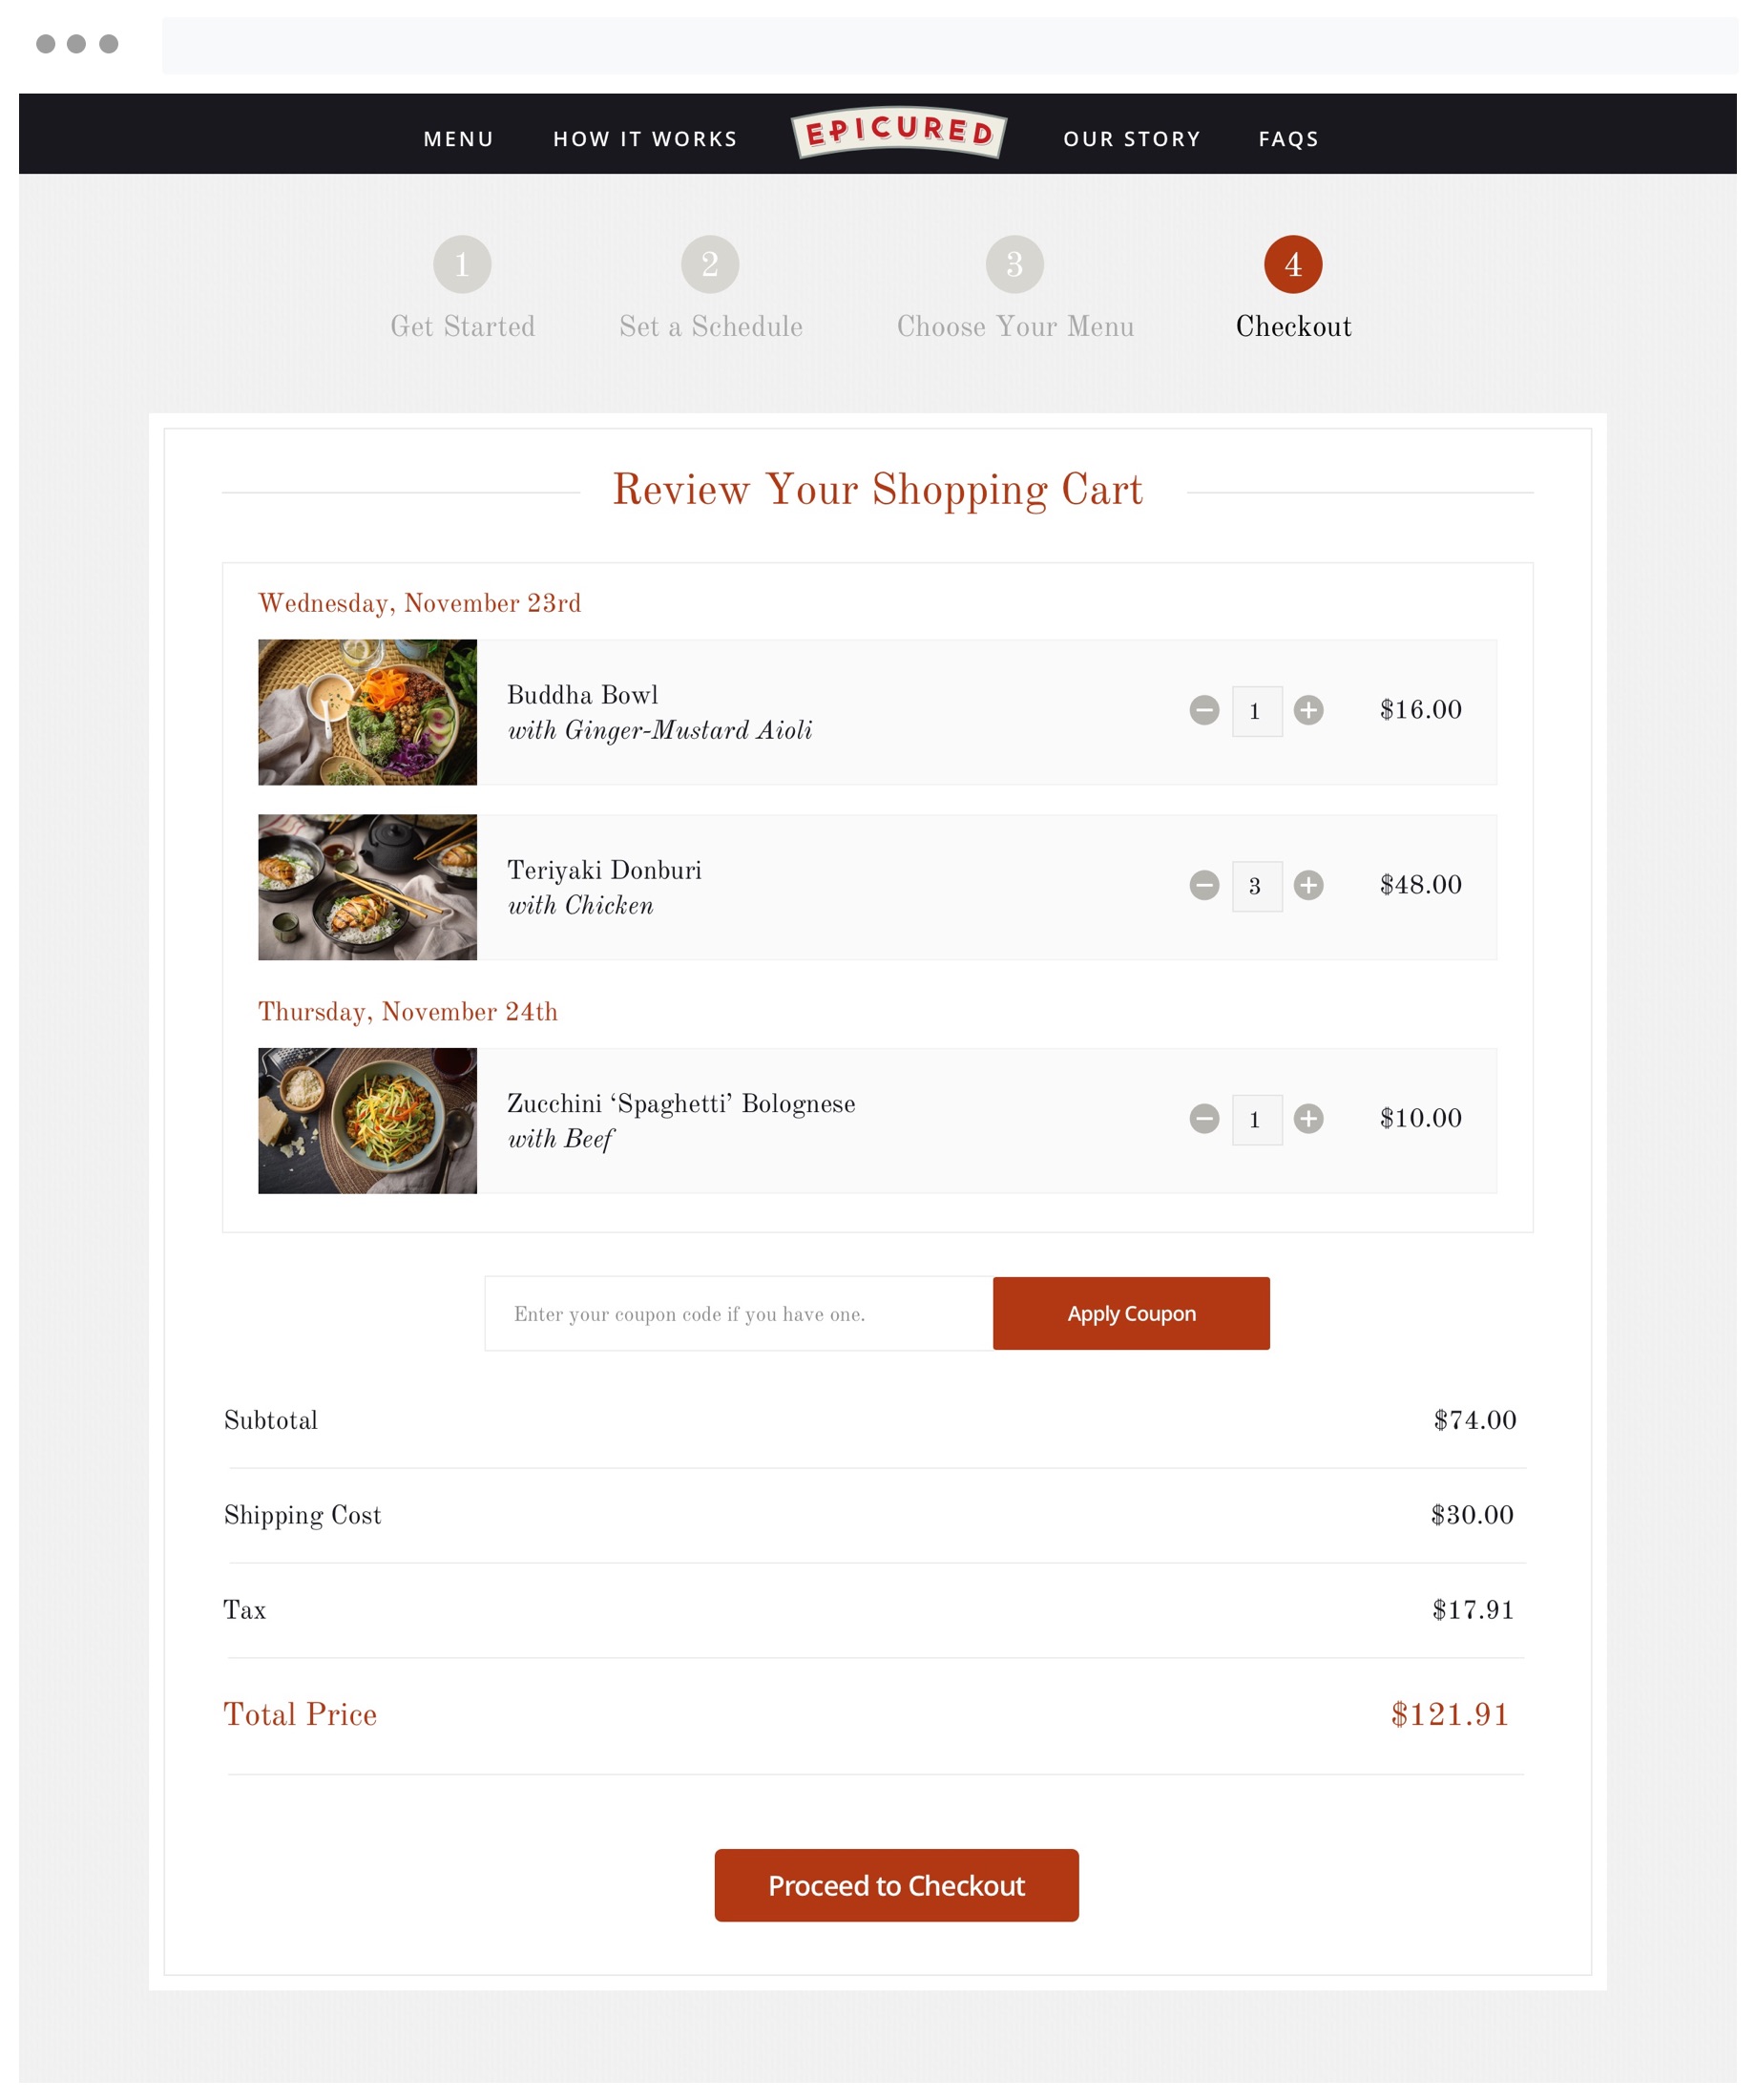 MENU HOW IT WORKS EPICURED OUR STORY FAQS
1 2 3 4
Get Started Set a Schedule Choose Your Menu Checkout
Review Your Shopping Cart
Wednesday, November 23rd
Buddha Bowl
with Ginger-Mustard Aioli
1 $16.00
Teriyaki Donburi
with Chicken
3 $48.00
Thursday, November 24th
Zucchini ‘Spaghetti’ Bolognese
with Beef
1 $10.00
Enter your coupon code if you have one. Apply Coupon
Subtotal $74.00
Shipping Cost $30.00
Tax $17.91
Total Price $121.91
Proceed to Checkout